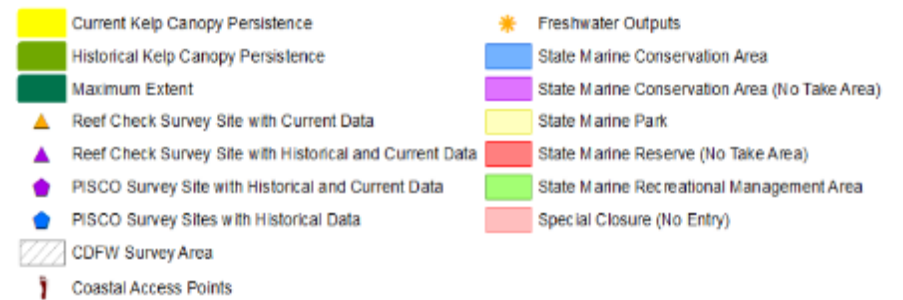 Current Kelp Canopy Persistence
Historical Kelp Canopy Persistence
Maximum Extent
Reef Check Survey Site with Current Data
Reef Check Survey Site with Historical and Current Data
PISCO Survey Site with Historical and Current Data
PISCO Survey Sites with Historical Data
CDFW Survey Area
Coastal Access Points
Freshwater Outputs
State Marine Conservation Area
State Marine Conservation Area (No Take Area)
State Marine Park
State Marine Reserve (No Take Area)
State Marine Recreational Management Area
Special Closure (No Entry)